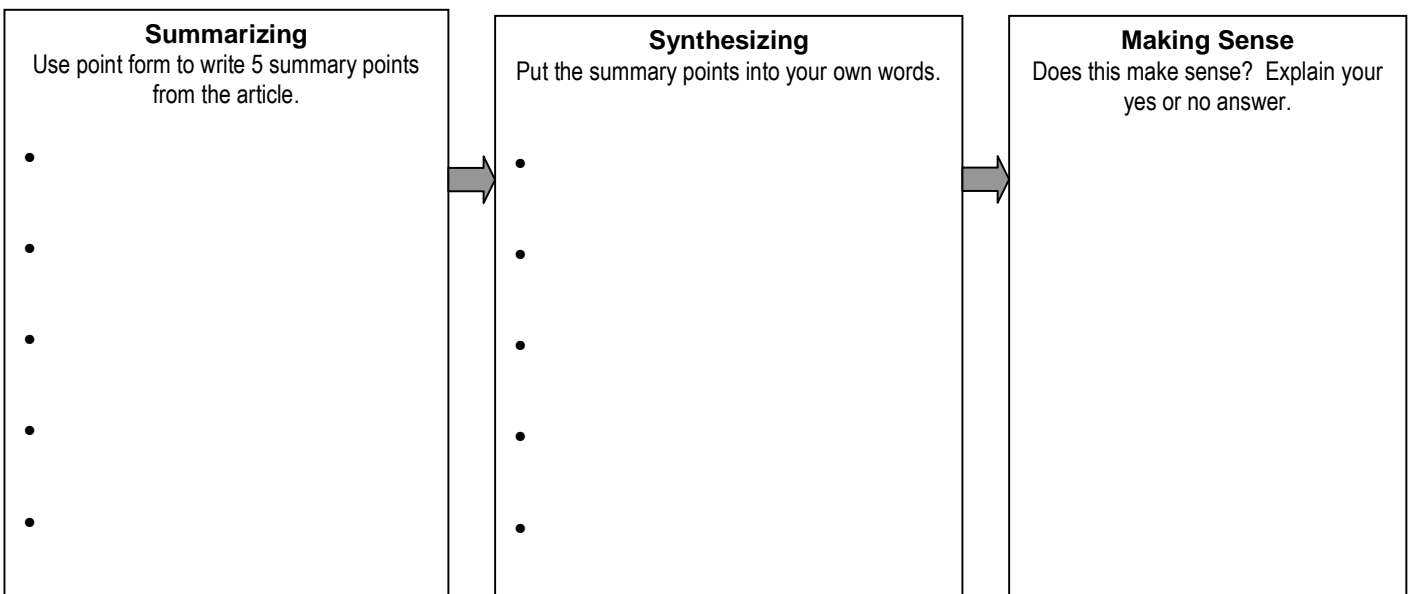 Summarizing
Use point form to write 5 summary points
from the article.
•
•
•
•
•
Synthesizing
Put the summary points into your own words.
•
•
•
•
•
Making Sense
Does this make sense?  Explain your
yes or no answer.